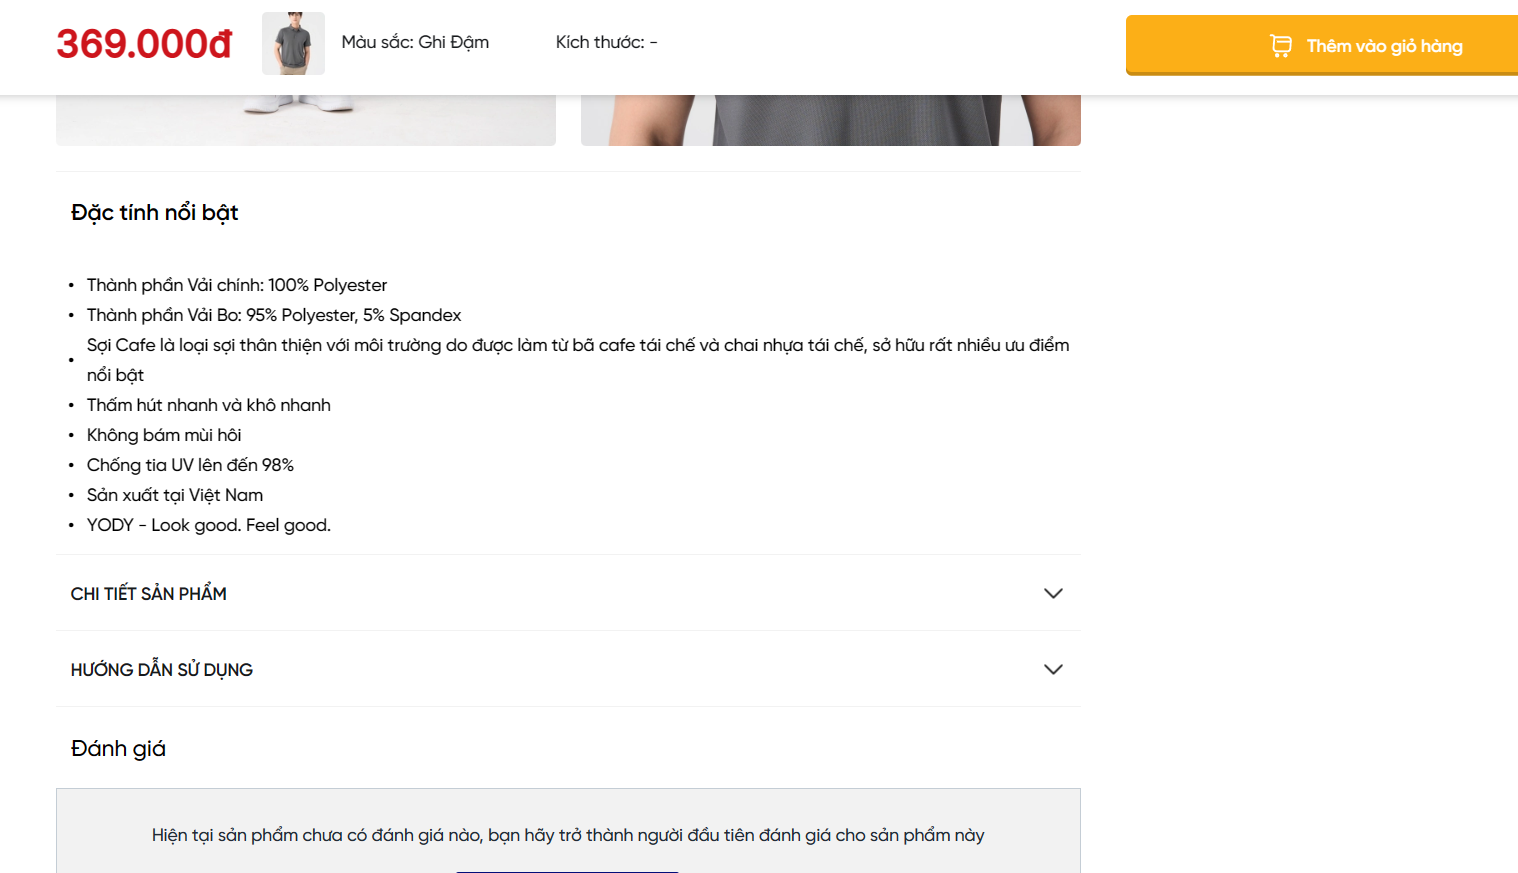 369.000đ
Màu sắc: Ghi Đậm
Kích thước: -
Thêm vào giỏ hàng
Đặc tính nổi bật
• Thành phần Vải chính: 100% Polyester
• Thành phần Vải Bo: 95% Polyester, 5% Spandex
• Sợi Cafe là loại sợi thân thiện với môi trường do được làm từ bã cafe tái chế và chai nhựa tái chế, sở hữu rất nhiều ưu điểm
nổi bật
• Thấm hút nhanh và khô nhanh
• Không bám mùi hôi
• Chống tia UV lên đến 98%
• Sản xuất tại Việt Nam
• YODY - Look good. Feel good.
CHI TIẾT SẢN PHẨM
HƯỚNG DẪN SỬ DỤNG
Đánh giá
Hiện tại sản phẩm chưa có đánh giá nào, bạn hãy trở thành người đầu tiên đánh giá cho sản phẩm này